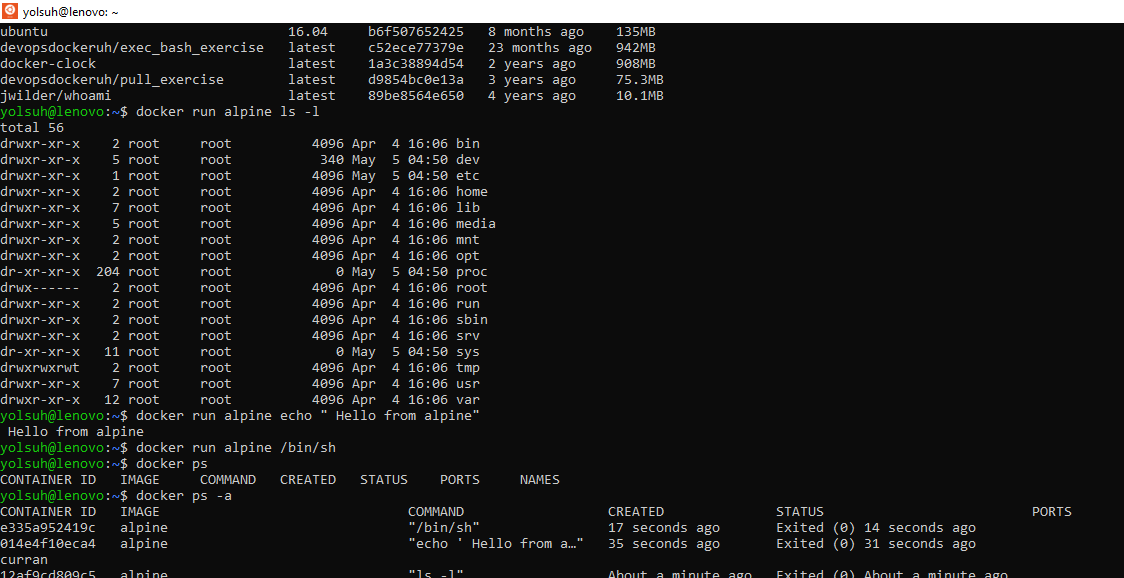 yolsuh@lenovo: ~
ubuntu 16.04 b6f507652425 8 months ago 135MB
devopsdockeruh/exec_bash_exercise latest c52ece77379e 23 months ago 942MB
docker-clock latest 1a3c38894d54 2 years ago 908MB
devopsdockeruh/pull_exercise latest d9854bc0e13a 3 years ago 75.3MB
jwilder/whoami latest 89be8564e650 4 years ago 10.1MB
yolsuh@lenovo:~$ docker run alpine ls -l
total 56
drwxr-xr-x 2 root root 4096 Apr 4 16:06 bin
drwxr-xr-x 5 root root 340 May 5 04:50 dev
drwxr-xr-x 1 root root 4096 May 5 04:50 etc
drwxr-xr-x 2 root root 4096 Apr 4 16:06 home
drwxr-xr-x 7 root root 4096 Apr 4 16:06 lib
drwxr-xr-x 5 root root 4096 Apr 4 16:06 media
drwxr-xr-x 2 root root 4096 Apr 4 16:06 mnt
drwxr-xr-x 2 root root 4096 Apr 4 16:06 opt
dr-xr-xr-x 204 root root 0 May 5 04:50 proc
drwx------ 2 root root 4096 Apr 4 16:06 root
drwxr-xr-x 2 root root 4096 Apr 4 16:06 run
drwxr-xr-x 2 root root 4096 Apr 4 16:06 sbin
drwxr-xr-x 2 root root 4096 Apr 4 16:06 srv
dr-xr-xr-x 11 root root 0 May 5 04:50 sys
drwxrwxrwt 2 root root 4096 Apr 4 16:06 tmp
drwxr-xr-x 7 root root 4096 Apr 4 16:06 usr
drwxr-xr-x 12 root root 4096 Apr 4 16:06 var
yolsuh@lenovo:~$ docker run alpine echo " Hello from alpine"
 Hello from alpine
yolsuh@lenovo:~$ docker run alpine /bin/sh
yolsuh@lenovo:~$ docker ps
CONTAINER ID IMAGE COMMAND CREATED STATUS PORTS NAMES
yolsuh@lenovo:~$ docker ps -a
CONTAINER ID IMAGE COMMAND CREATED STATUS PORTS
e335a952419c alpine "/bin/sh" 17 seconds ago Exited (0) 14 seconds ago
014e4f10eca4 alpine "echo ' Hello from a…" 35 seconds ago Exited (0) 31 seconds ago
curran
12af9cd809c5 alpine "ls -l" About a minute ago Exited (0) About a minute ago